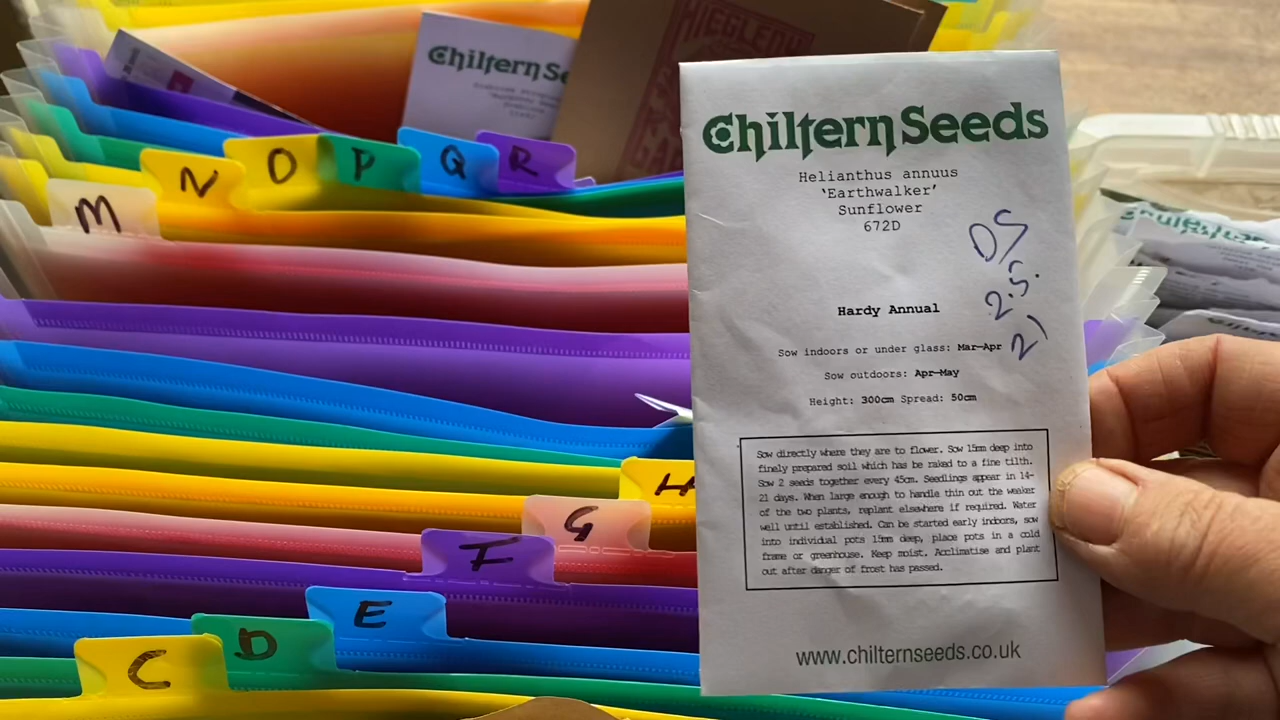 Chiltern Se
M
N
O
P
Q
R
H
G
F
E
D
C
Chiltern Seeds
Helianthus annuus
'Earthwalker'
Sunflower
672D
DS
2.5.
21
Hardy Annual
Sow indoors or under glass: Mar—Apr
Sow outdoors: Apr—May
Height: 300cm Spread: 50cm
Sow directly where they are to flower. Sow 15mm deep into
finely prepared soil which has be raked to a fine tilth.
Sow 2 seeds together every 45cm. Seedlings appear in 14-
21 days. When large enough to handle thin out the weaker
of the two plants, replant elsewhere if required. Water
well until established. Can be started early indoors, sow
into individual pots 15mm deep, place pots in a cold
frame or greenhouse. Keep moist. Acclimatise and plant
out after danger of frost has passed.
www.chilternseeds.co.uk